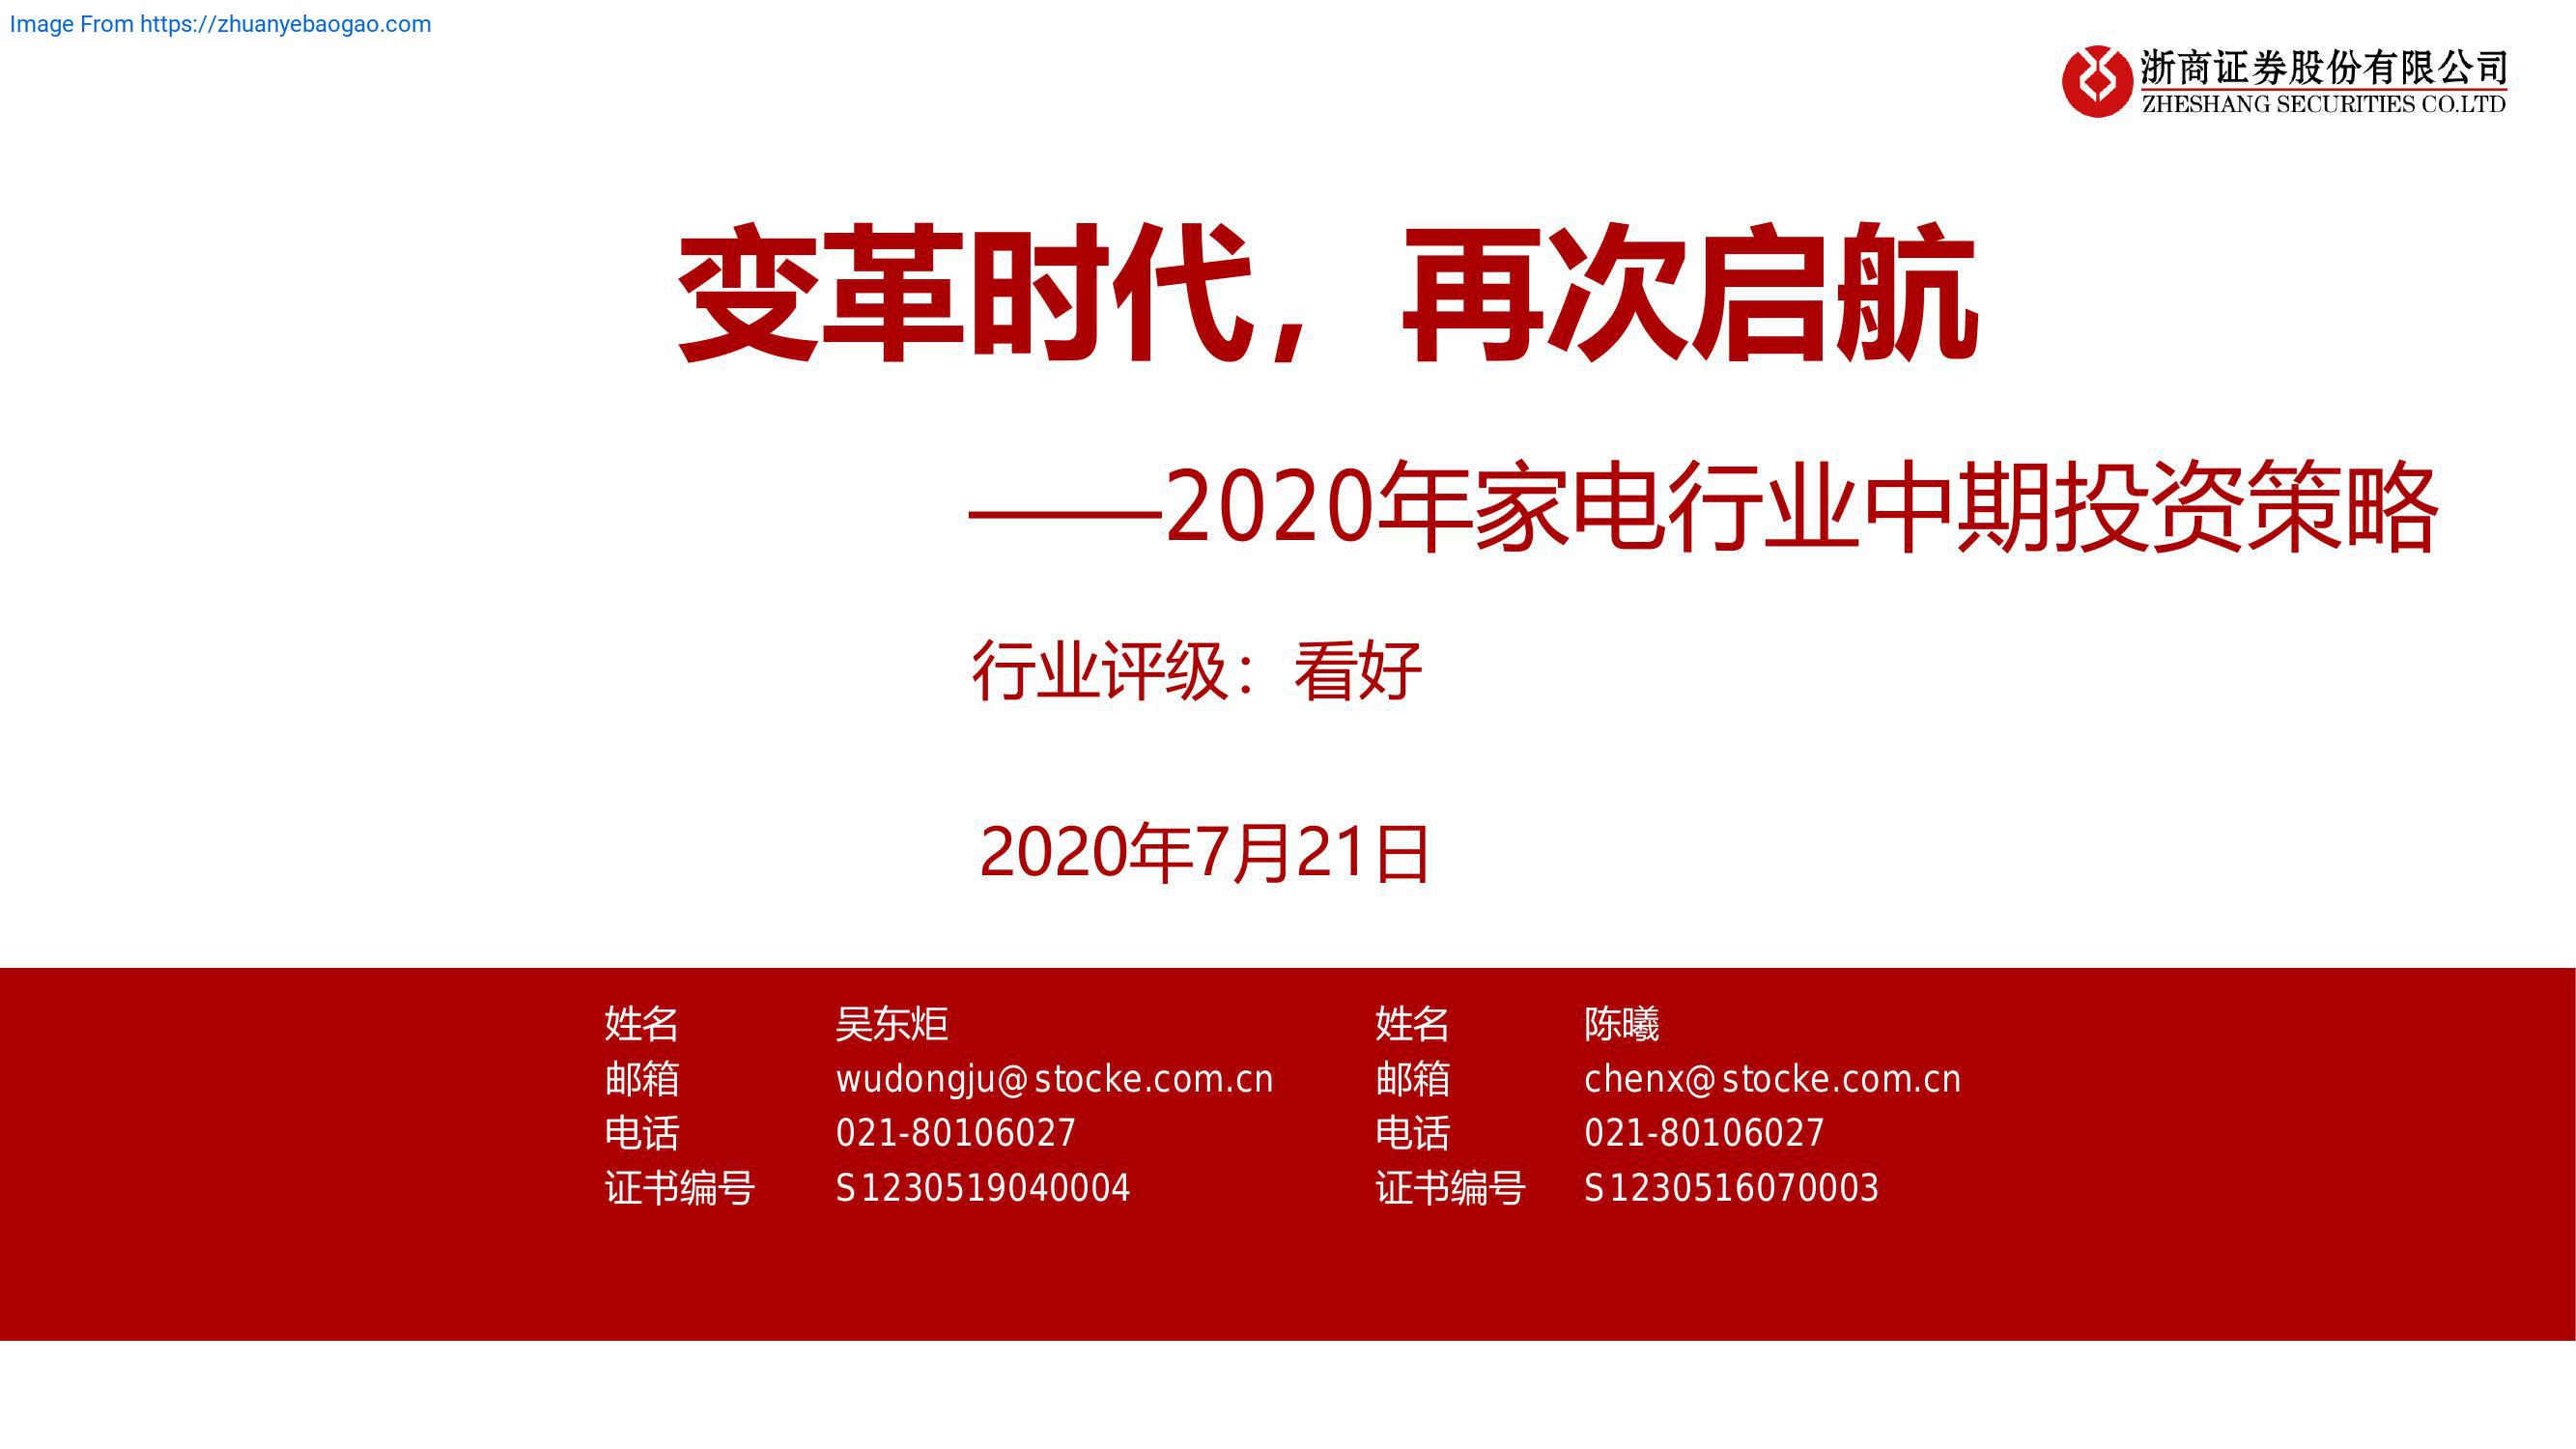 Image From https://zhuanyebaogao.com
浙商证券股份有限公司
ZHESHANG SECURITIES CO.LTD
变革时代，再次启航
——2020年家电行业中期投资策略
行业评级：看好
2020年7月21日
姓名 吴东炬 姓名 陈曦
邮箱 wudongju@stocke.com.cn 邮箱 chenx@stocke.com.cn
电话 021-80106027 电话 021-80106027
证书编号 S1230519040004 证书编号 S1230516070003